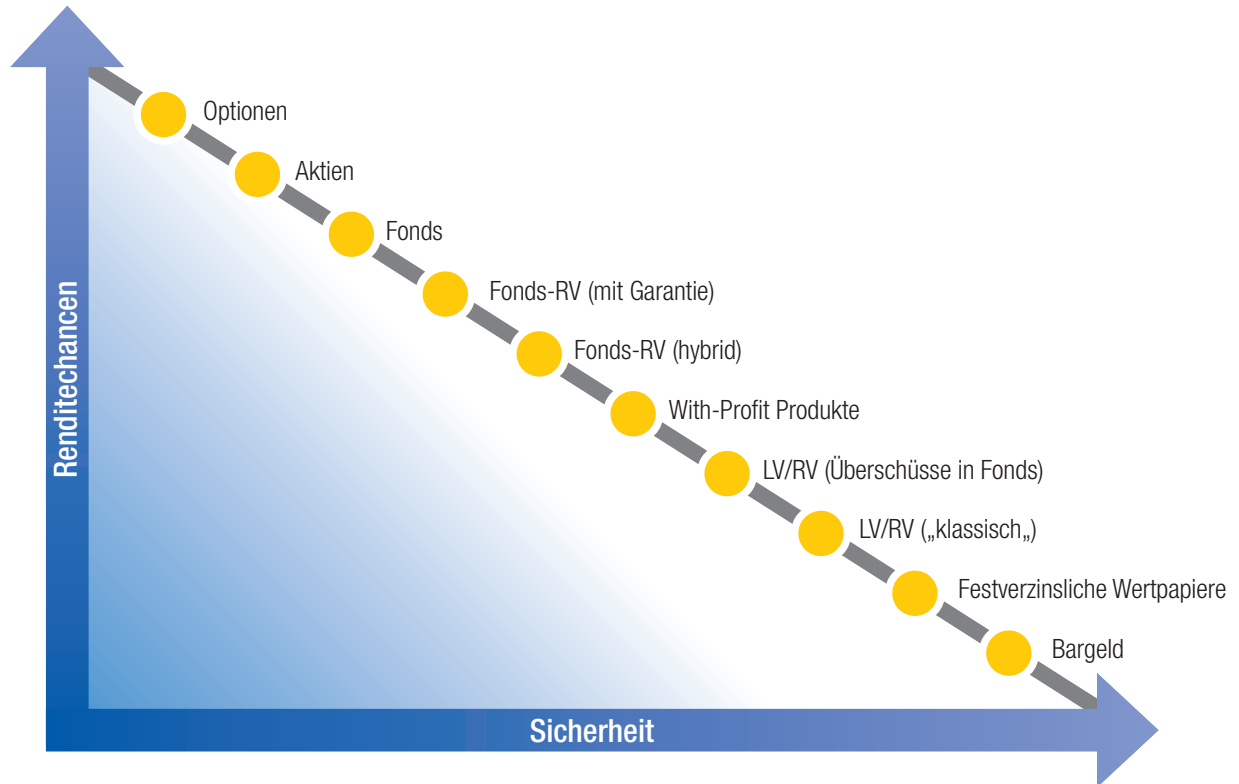 Optionen
Aktien
Fonds
Fonds-RV (mit Garantie)
Fonds-RV (hybrid)
With-Profit Produkte
LV/RV (Überschüsse in Fonds)
LV/RV („klassisch„)
Festverzinsliche Wertpapiere
Bargeld
Renditechancen
Sicherheit